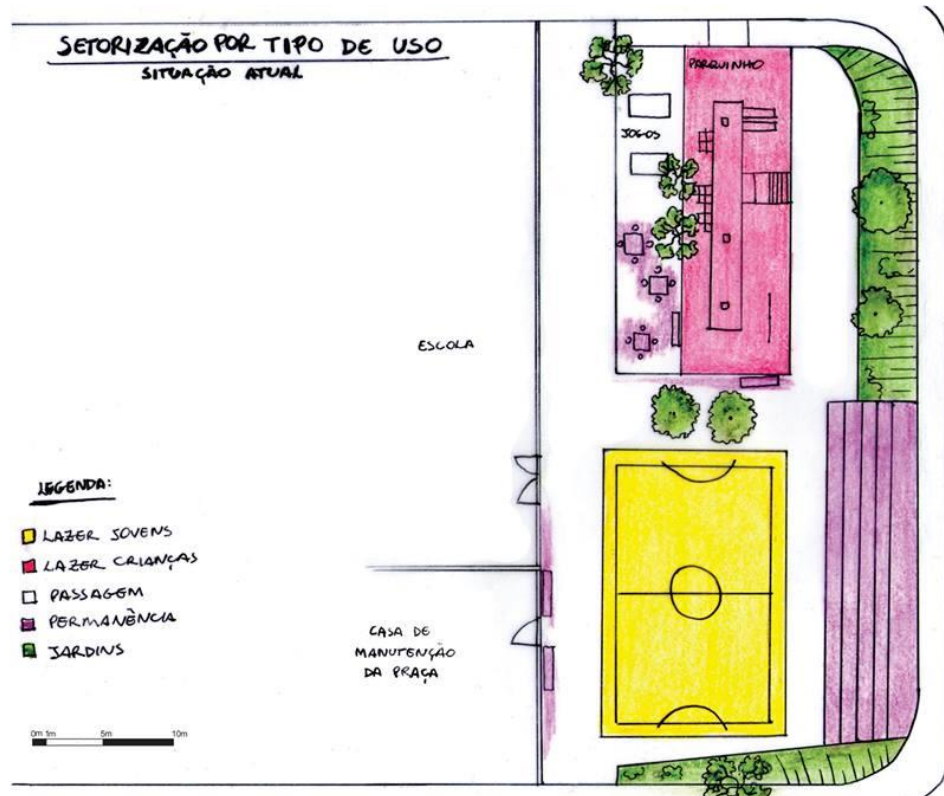 SETORIZAÇÃO POR TIPO DE USO
SITUAÇÃO ATUAL
PARQUINHO
JOGOS
ESCOLA
LEGENDA:
LAZER JOVENS
LAZER CRIANÇAS
PASSAGEM
PERMANÊNCIA
JARDINS
CASA DE
MANUTENÇÃO
DA PRAÇA
0m 1m 5m 10m